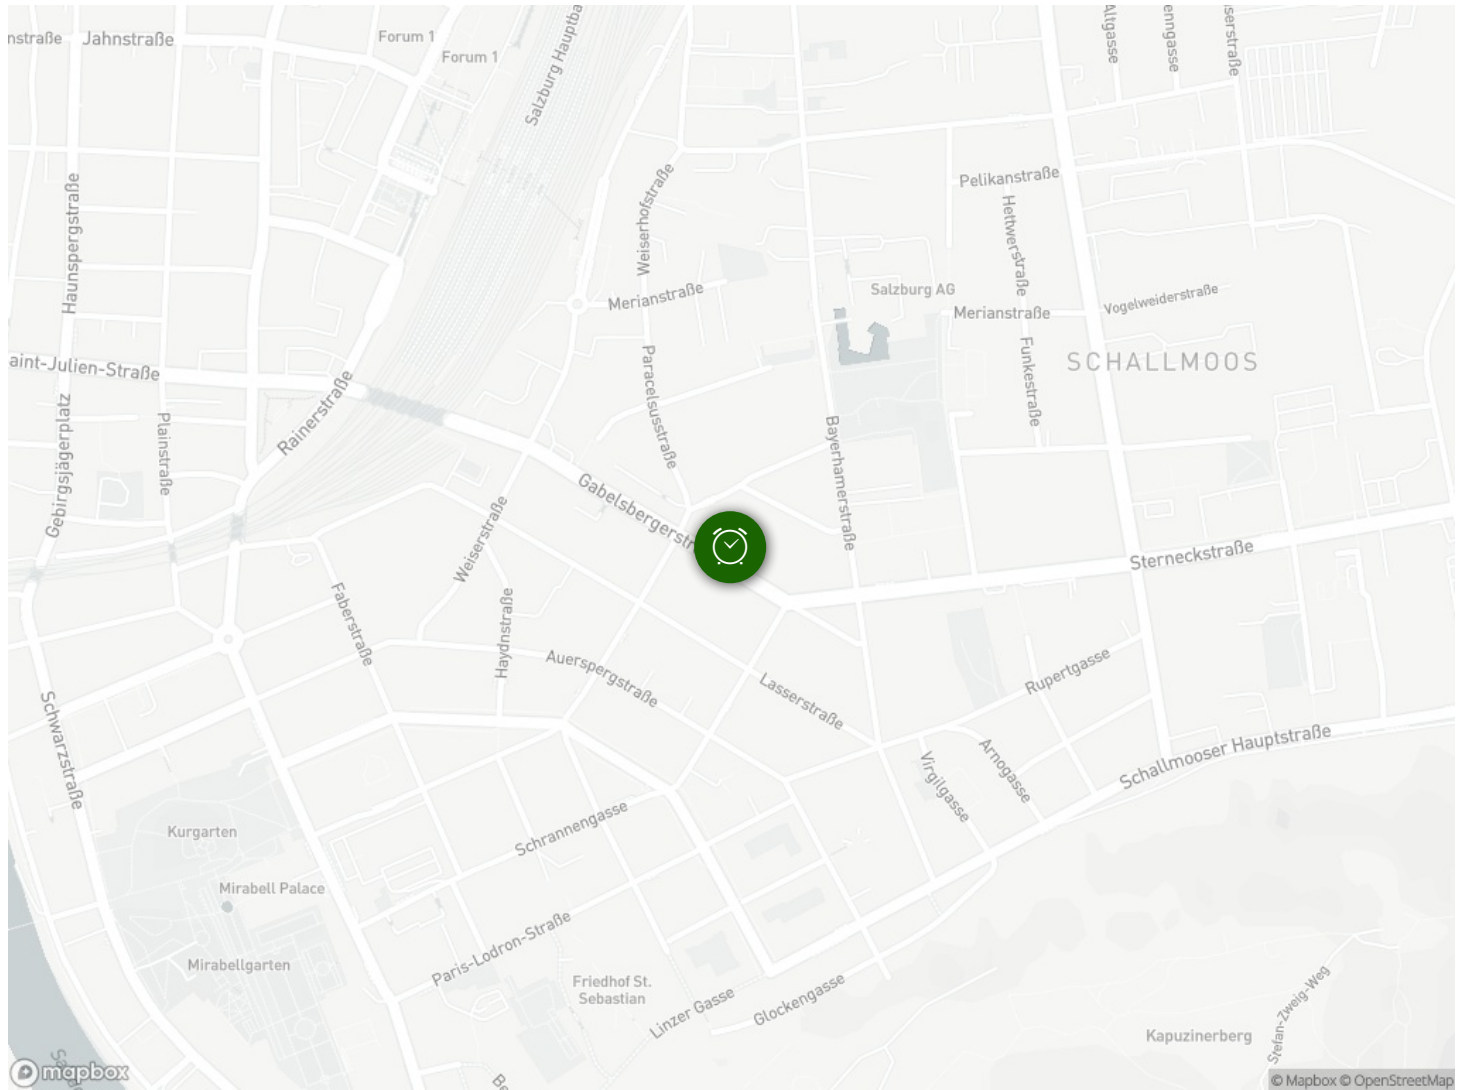 nstraße
Jahnstraße
Forum 1
Forum 1
Salzburg Hauptba
Altgasse
enngasse
serstraße
Haunspergstraße
Weiserhofstraße
Pelikanstraße
Hettwerstraße
Merianstraße
Salzburg AG
Merianstraße
Vogelweiderstraße
aint-Julien-Straße
Rainerstraße
Paracelsusstraße
Funkestraße
SCHALLMOOS
Gebirgsjägerplatz
Plainstraße
Bayerhamerstraße
Gabelsbergerstr
Weiserstraße
Sterneckstraße
Faberstraße
Haydnstraße
Auerspergstraße
Lasserstraße
Rupertgasse
Schwarzstraße
Virgilgasse
Arnogasse
Schallmooser Hauptstraße
Kurgarten
Schrannengasse
Mirabell Palace
Paris-Lodron-Straße
Mirabellgarten
Friedhof St.
Sebastian
Linzer Gasse
Glockengasse
Stefan-Zweig-Weg
Kapuzinerberg
mapbox
Be
© Mapbox © OpenStreetMap